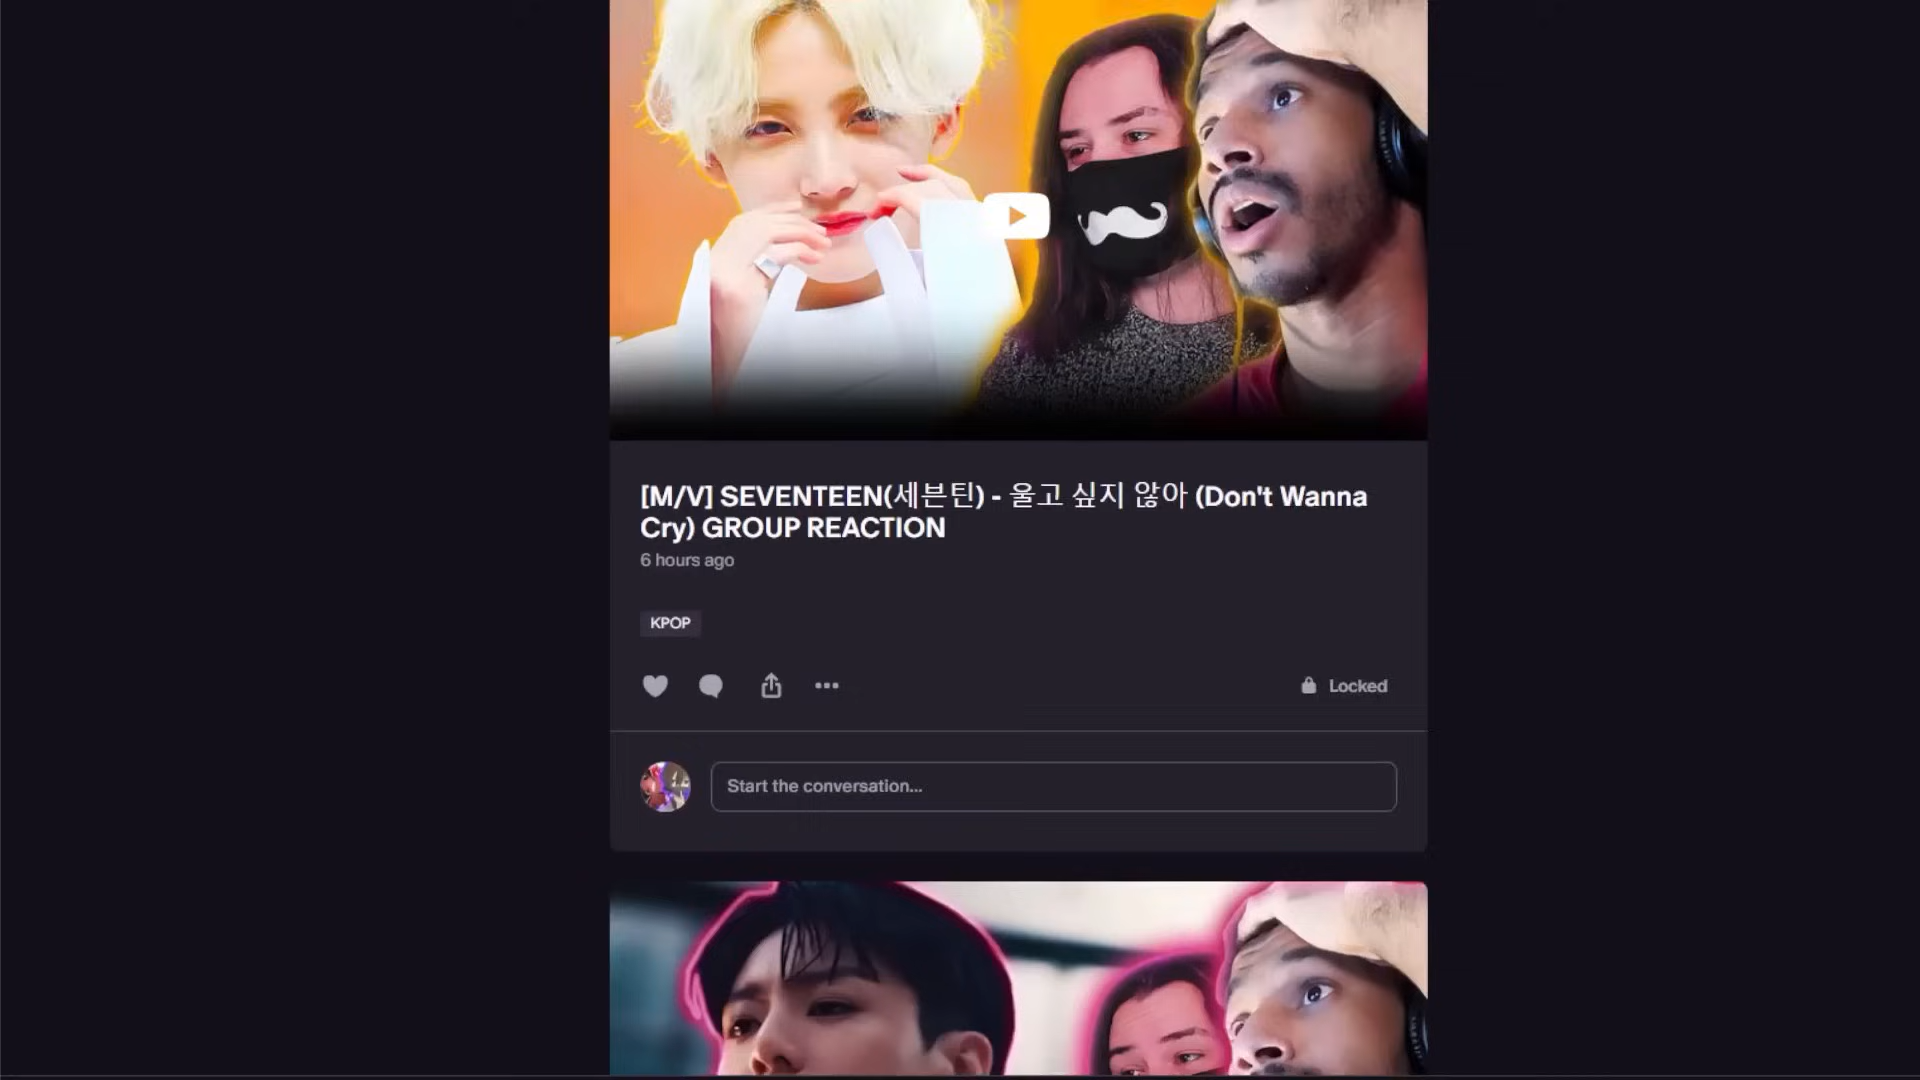 [M/V] SEVENTEEN(세븐틴) - 울고 싶지 않아 (Don't Wanna
Cry) GROUP REACTION
6 hours ago
KPOP
Locked
Start the conversation...